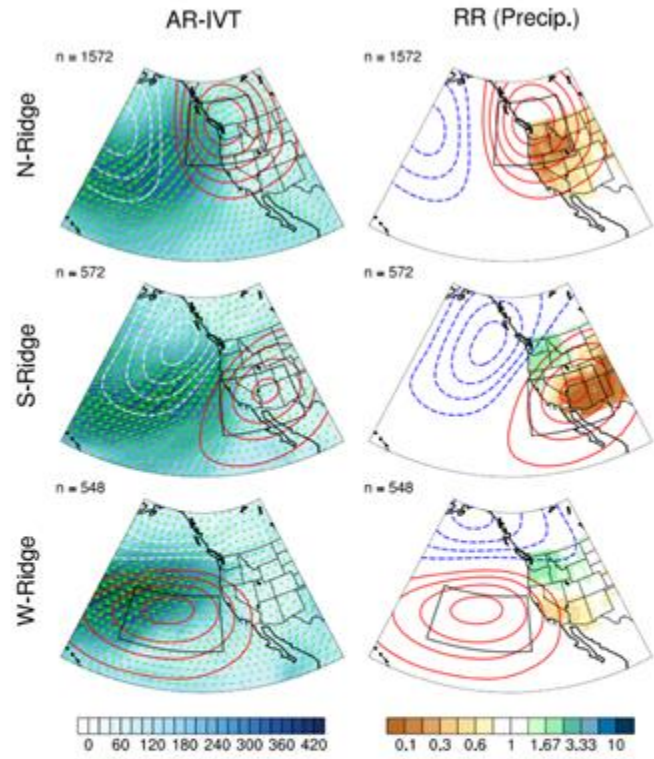 AR-IVT RR (Precip.)
n = 1572 n = 1572
N-Ridge
n = 572 n = 572
S-Ridge
n = 548 n = 548
W-Ridge
0 60 120 180 240 300 360 420 0.1 0.3 0.6 1 1.67 3.33 10